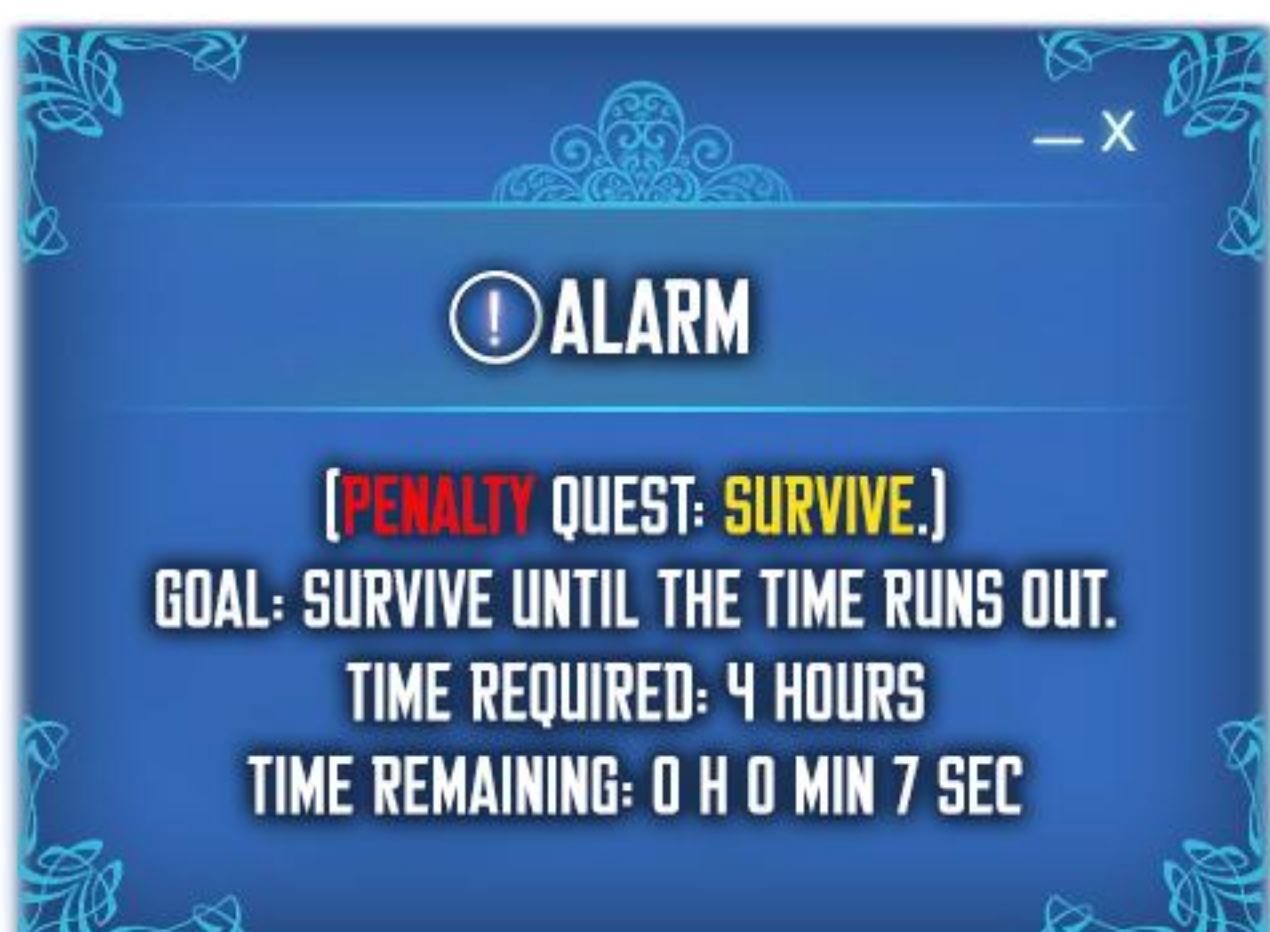 — X
! ALARM
[PENALTY QUEST: SURVIVE.]
GOAL: SURVIVE UNTIL THE TIME RUNS OUT.
TIME REQUIRED: 4 HOURS
TIME REMAINING: 0 H 0 MIN 7 SEC